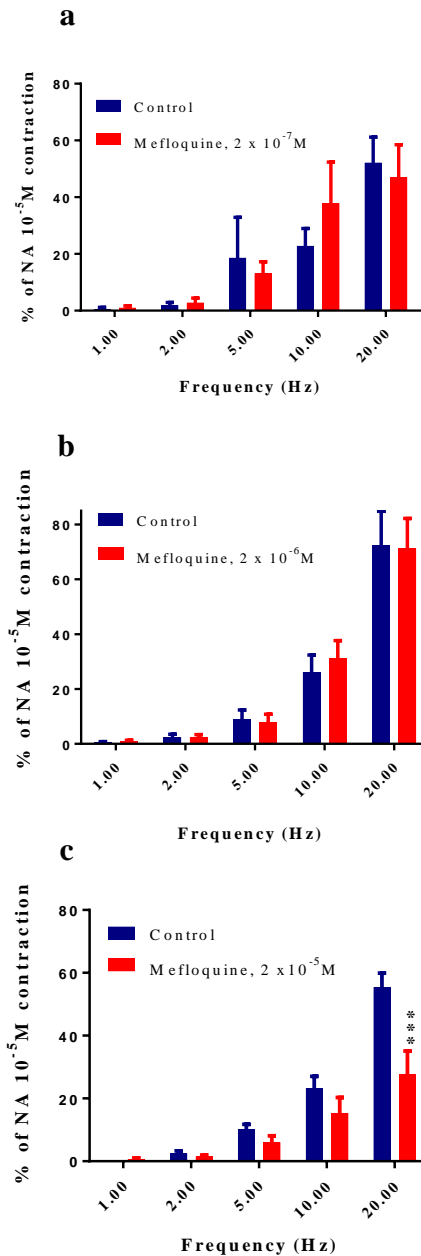 a
% of NA 10⁻⁵M contraction
80
60
40
20
0
Control
Mefloquine, 2 x 10⁻⁷M
1.00
2.00
5.00
10.00
20.00
Frequency (Hz)
b
% of NA 10⁻⁵M contraction
80
60
40
20
0
Control
Mefloquine, 2 x 10⁻⁶M
1.00
2.00
5.00
10.00
20.00
Frequency (Hz)
c
% of NA 10⁻⁵M contraction
80
60
40
20
0
Control
Mefloquine, 2 x10⁻⁵M
***
1.00
2.00
5.00
10.00
20.00
Frequency (Hz)